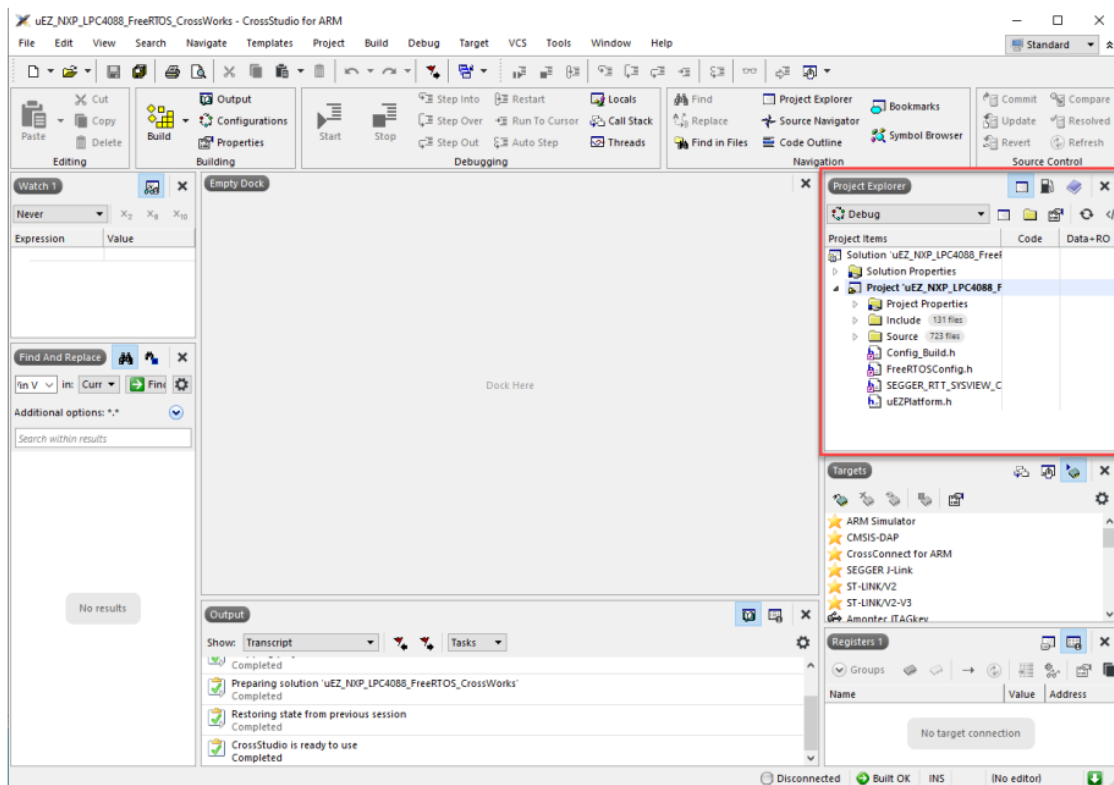 uEZ_NXP_LPC4088_FreeRTOS_CrossWorks - CrossStudio for ARM
File Edit View Search Navigate Templates Project Build Debug Target VCS Tools Window Help
Standard
Paste
Cut
Copy
Delete
Editing
Build
Output
Configurations
Properties
Building
Start
Stop
Step Into
Step Over
Step Out
Restart
Run To Cursor
Auto Step
Locals
Call Stack
Threads
Debugging
Find
Replace
Find in Files
Project Explorer
Source Navigator
Code Outline
Bookmarks
Symbol Browser
Navigation
Commit
Update
Revert
Compare
Resolved
Refresh
Source Control
Watch 1
Never x2 x8 x10
Expression Value
Find And Replace
in: Curr Find
Additional options: *.*
Search within results
No results
Empty Dock
Dock Here
Output
Show: Transcript Tasks
Completed
Preparing solution 'uEZ_NXP_LPC4088_FreeRTOS_CrossWorks'
Completed
Restoring state from previous session
Completed
CrossStudio is ready to use
Completed
Project Explorer
Debug
Project Items Code Data+RO
Solution 'uEZ_NXP_LPC4088_FreeF
Solution Properties
Project 'uEZ_NXP_LPC4088_F
Project Properties
Include 131 files
Source 723 files
Config_Build.h
FreeRTOSConfig.h
SEGGER_RTT_SYSVIEW_C
uEZPlatform.h
Targets
ARM Simulator
CMSIS-DAP
CrossConnect for ARM
SEGGER J-Link
ST-LINK/V2
ST-LINK/V2-V3
Amontec JTAGkey
Registers 1
Groups
Name Value Address
No target connection
Disconnected Built OK INS (No editor)